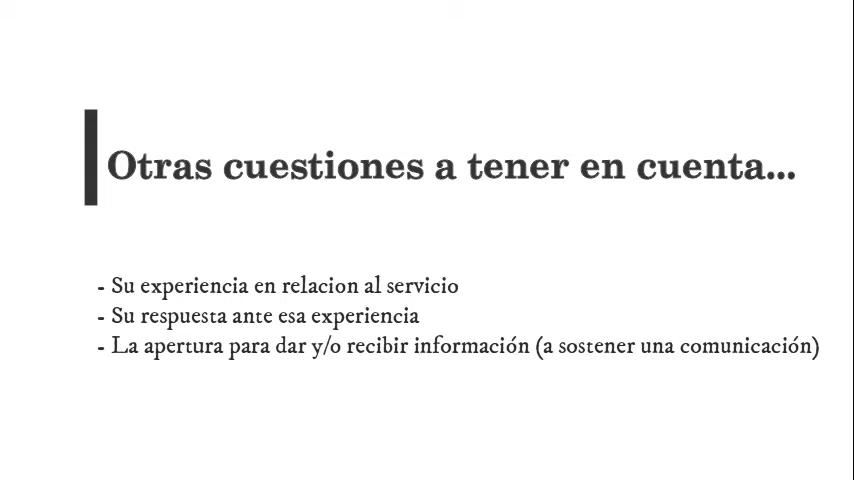 Otras cuestiones a tener en cuenta...
- Su experiencia en relacion al servicio
- Su respuesta ante esa experiencia
- La apertura para dar y/o recibir información (a sostener una comunicación)